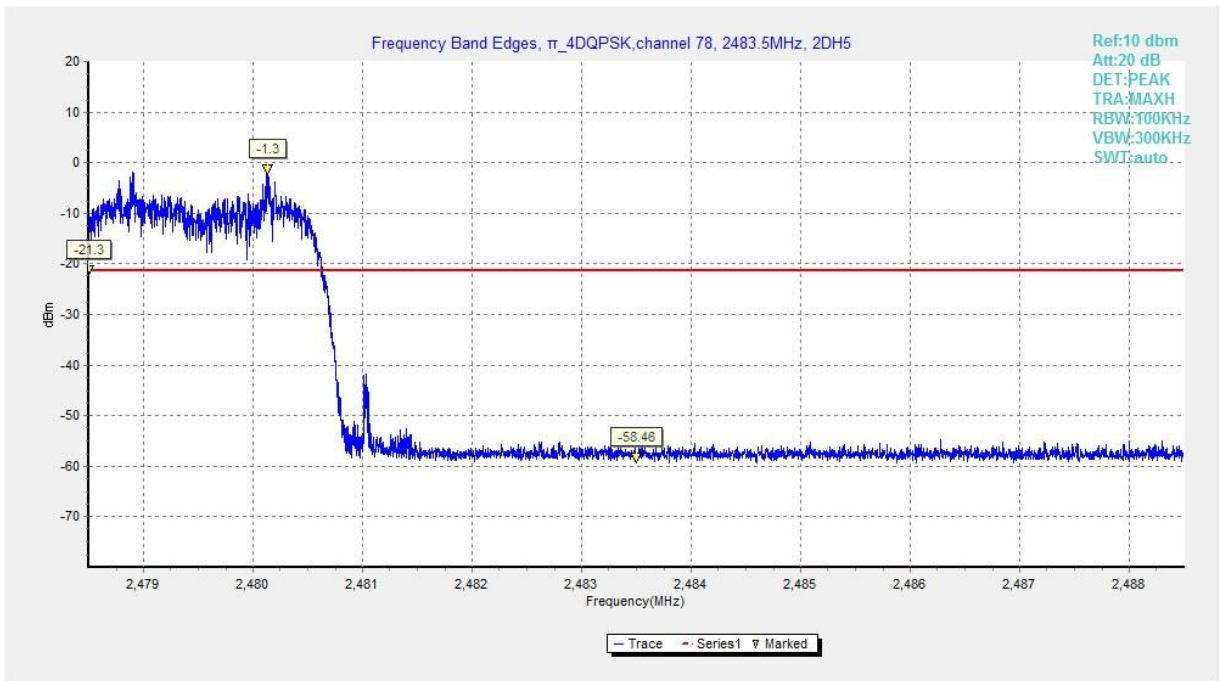 Frequency Band Edges, π_4DQPSK,channel 78, 2483.5MHz, 2DH5
Ref:10 dbm
Att:20 dB
DET:PEAK
TRA:MAXH
RBW:100KHz
VBW:300KHz
SWT:auto
20
10
0
-10
-20
-30
-40
-50
-60
-70
dBm
-1.3
-21.3
-58.46
2,479 2,480 2,481 2,482 2,483 2,484 2,485 2,486 2,487 2,488
Frequency(MHz)
Trace Series1 Marked